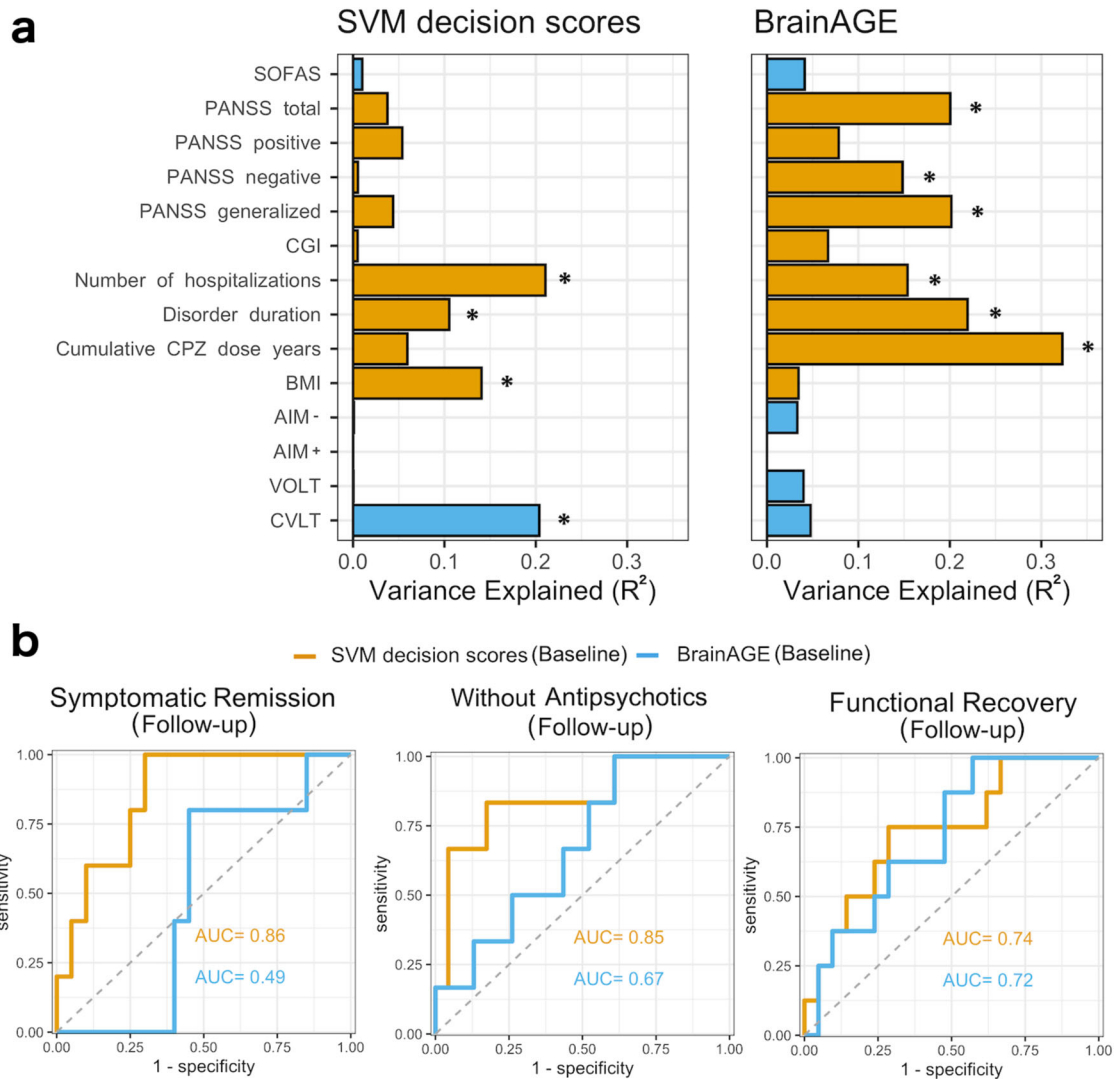 a
SVM decision scores
BrainAGE
SOFAS
PANSS total
*
PANSS positive
PANSS negative
*
PANSS generalized
*
CGI
Number of hospitalizations
* *
Disorder duration
* *
Cumulative CPZ dose years
*
BMI
*
AIM -
AIM +
VOLT
CVLT
*
0.0 0.1 0.2 0.3
0.0 0.1 0.2 0.3
Variance Explained (R²)
Variance Explained (R²)
b
SVM decision scores (Baseline) BrainAGE (Baseline)
Symptomatic Remission
(Follow-up)
1.00
0.75
0.50
0.25
0.00
sensitivity
AUC= 0.86
AUC= 0.49
0.00 0.25 0.50 0.75 1.00
1 - specificity
Without Antipsychotics
(Follow-up)
1.00
0.75
0.50
0.25
0.00
sensitivity
AUC= 0.85
AUC= 0.67
0.00 0.25 0.50 0.75 1.00
1 - specificity
Functional Recovery
(Follow-up)
1.00
0.75
0.50
0.25
0.00
sensitivity
AUC= 0.74
AUC= 0.72
0.00 0.25 0.50 0.75 1.00
1 - specificity